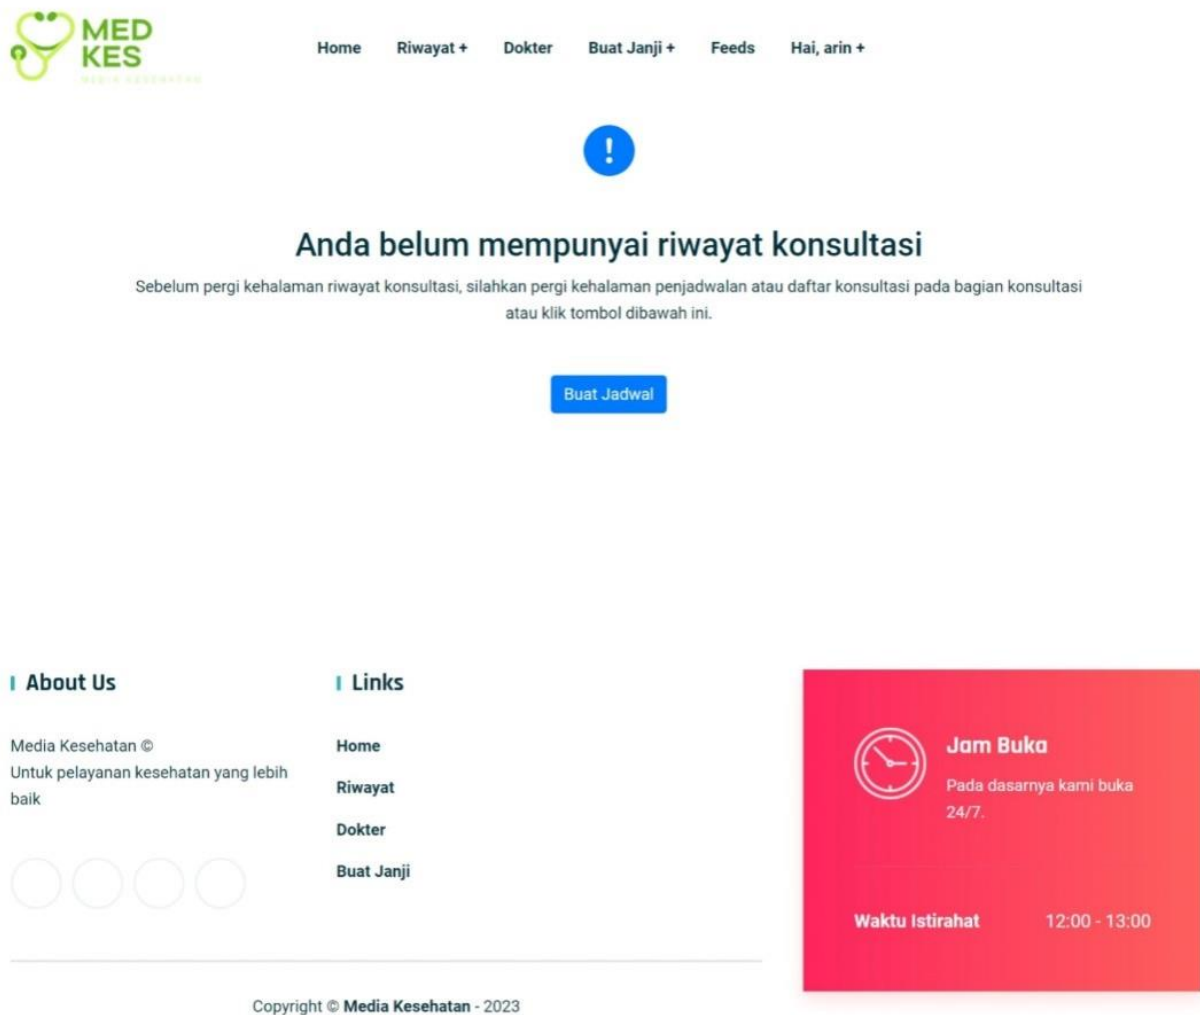 MED
KES
MEDIA KESEHATAN
Home Riwayat + Dokter Buat Janji + Feeds Hai, arin +
!
Anda belum mempunyai riwayat konsultasi
Sebelum pergi kehalaman riwayat konsultasi, silahkan pergi kehalaman penjadwalan atau daftar konsultasi pada bagian konsultasi
atau klik tombol dibawah ini.
Buat Jadwal
About Us
Media Kesehatan ©
Untuk pelayanan kesehatan yang lebih
baik
Links
Home
Riwayat
Dokter
Buat Janji
Jam Buka
Pada dasarnya kami buka
24/7.
Waktu Istirahat 12:00 - 13:00
Copyright © Media Kesehatan - 2023